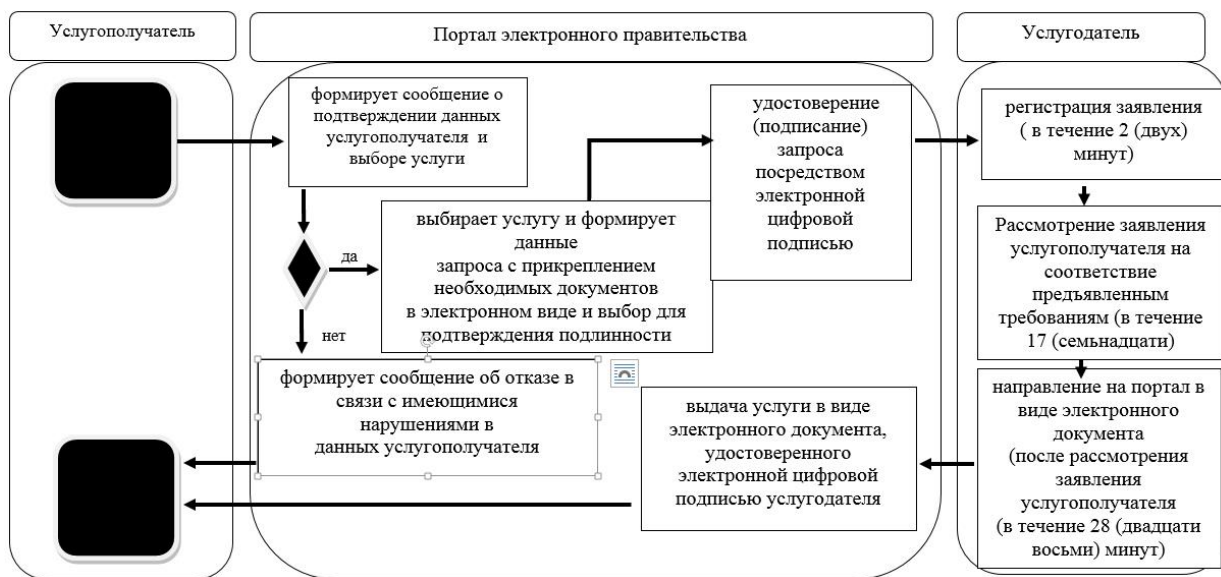 Услугополучатель
Портал электронного правительства
Услугодатель
формирует сообщение о
подтверждении данных
услугополучателя и
выборе услуги
да
нет
выбирает услугу и формирует
данные
запроса с прикреплением
необходимых документов
в электронном виде и выбор для
подтверждения подлинности
удостоверение
(подписание)
запроса
посредством
электронной
цифровой
подписью
регистрация заявления
( в течение 2 (двух)
минут)
Рассмотрение заявления
услугополучателя на
соответствие
предъявленным
требованиям (в течение
17 (семьнадцати)
направление на портал в
виде электронного
документа
(после рассмотрения
заявления
услугополучателя
(в течение 28 (двадцати
восьми) минут)
выдача услуги в виде
электронного документа,
удостоверенного
электронной цифровой
подписью услугодателя
формирует сообщение об отказе в
связи с имеющимися
нарушениями в
данных услугополучателя